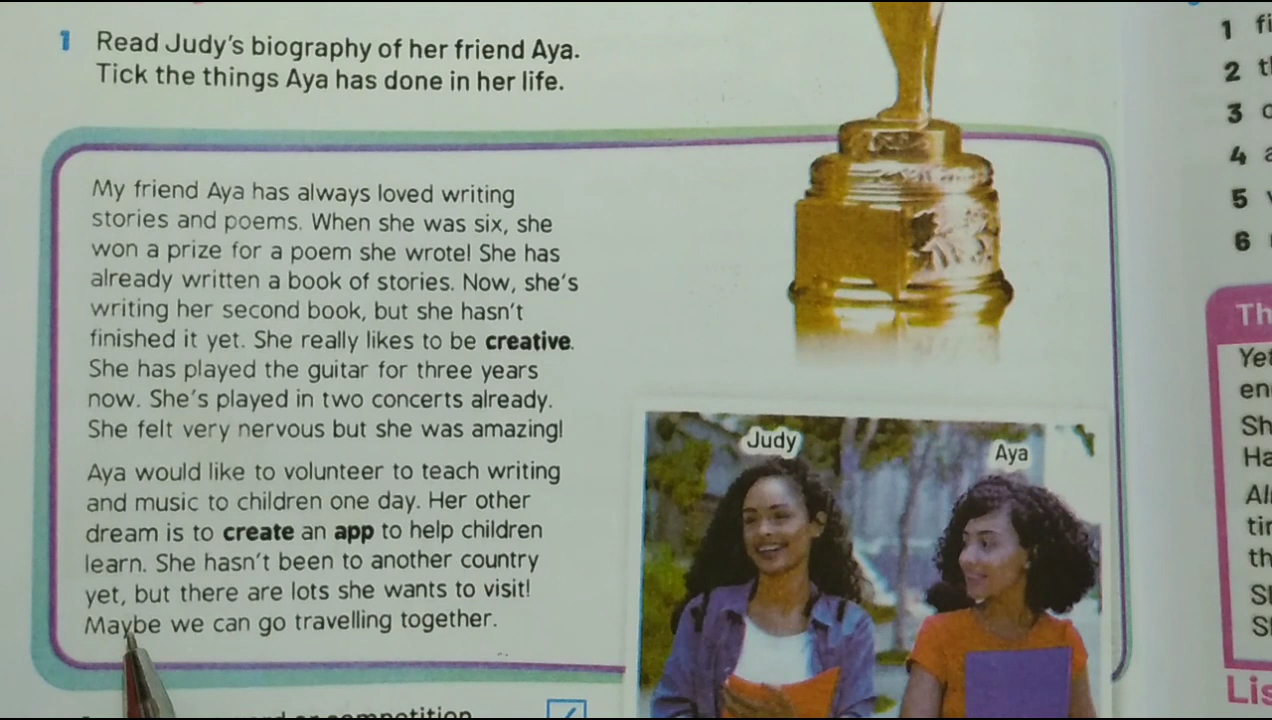 1 Read Judy's biography of her friend Aya.
Tick the things Aya has done in her life.
My friend Aya has always loved writing
stories and poems. When she was six, she
won a prize for a poem she wrote! She has
already written a book of stories. Now, she's
writing her second book, but she hasn't
finished it yet. She really likes to be creative.
She has played the guitar for three years
now. She's played in two concerts already.
She felt very nervous but she was amazing!
Aya would like to volunteer to teach writing
and music to children one day. Her other
dream is to create an app to help children
learn. She hasn't been to another country
yet, but there are lots she wants to visit!
Maybe we can go travelling together.
Judy
Aya
or competition
1
2
3
4
5
6